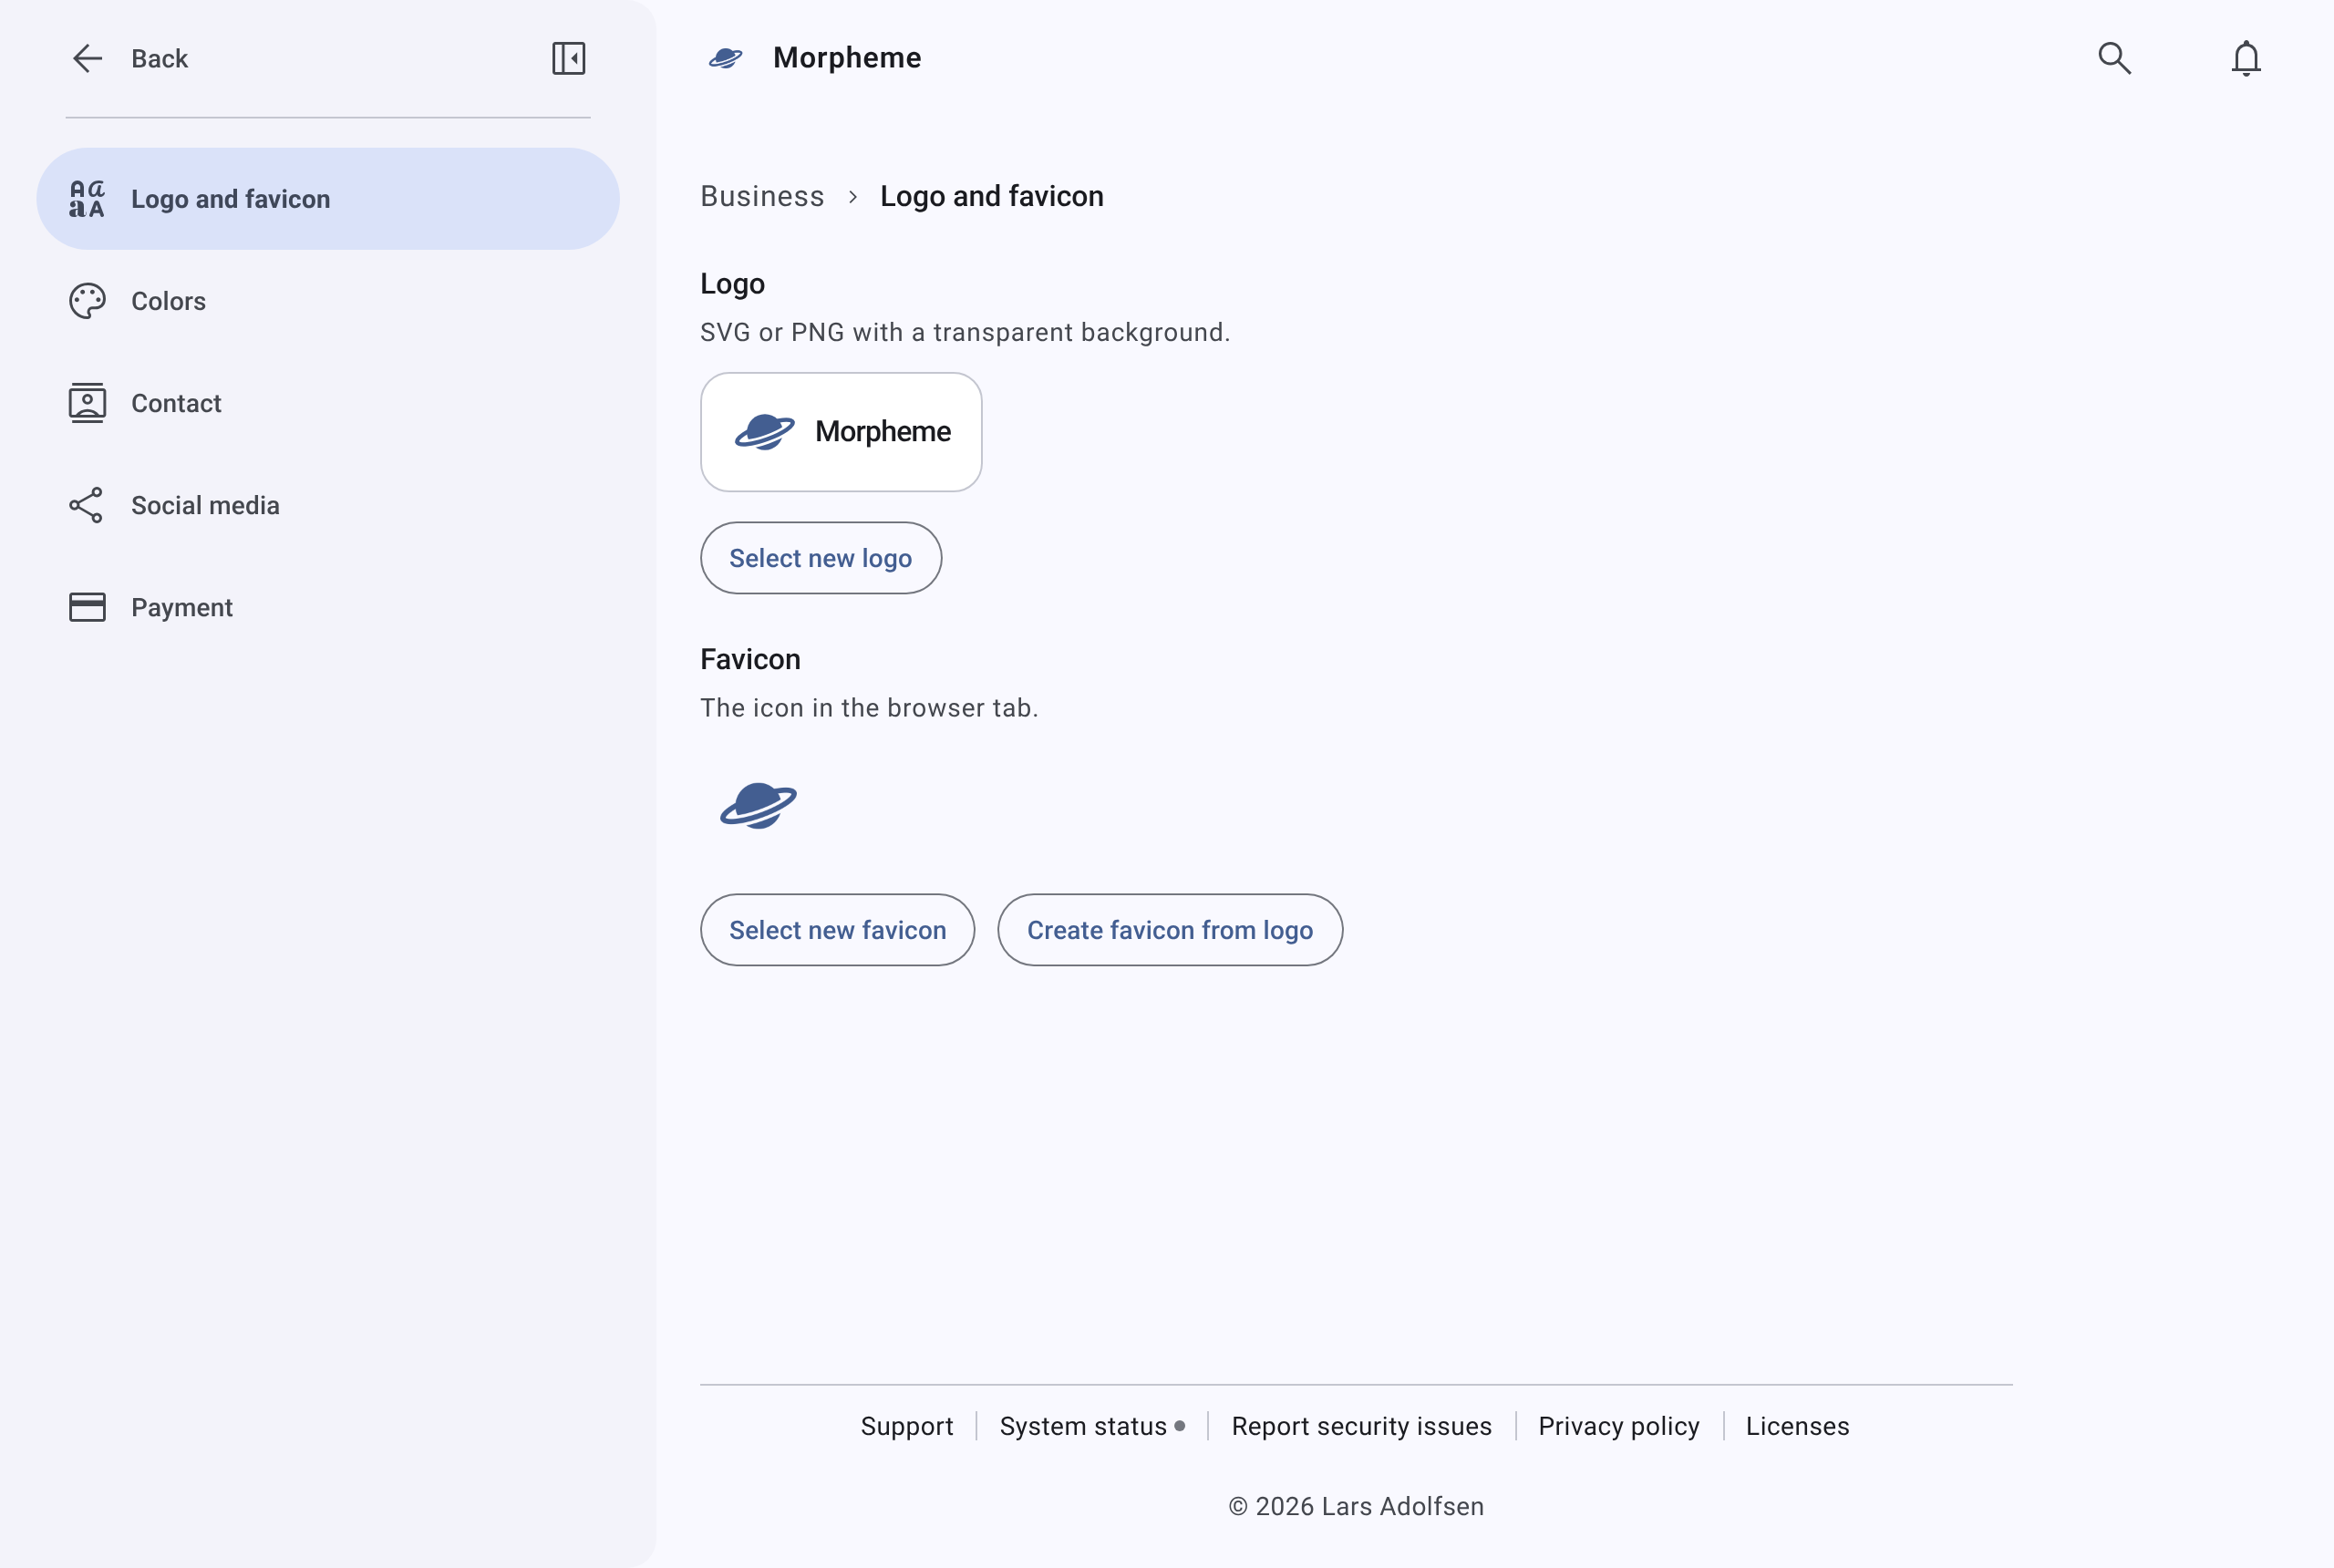 Back
Logo and favicon
Colors
Contact
Social media
Payment
Morpheme
Business › Logo and favicon
Logo
SVG or PNG with a transparent background.
Morpheme
Select new logo
Favicon
The icon in the browser tab.
Select new favicon Create favicon from logo
Support System status Report security issues Privacy policy Licenses
© 2026 Lars Adolfsen